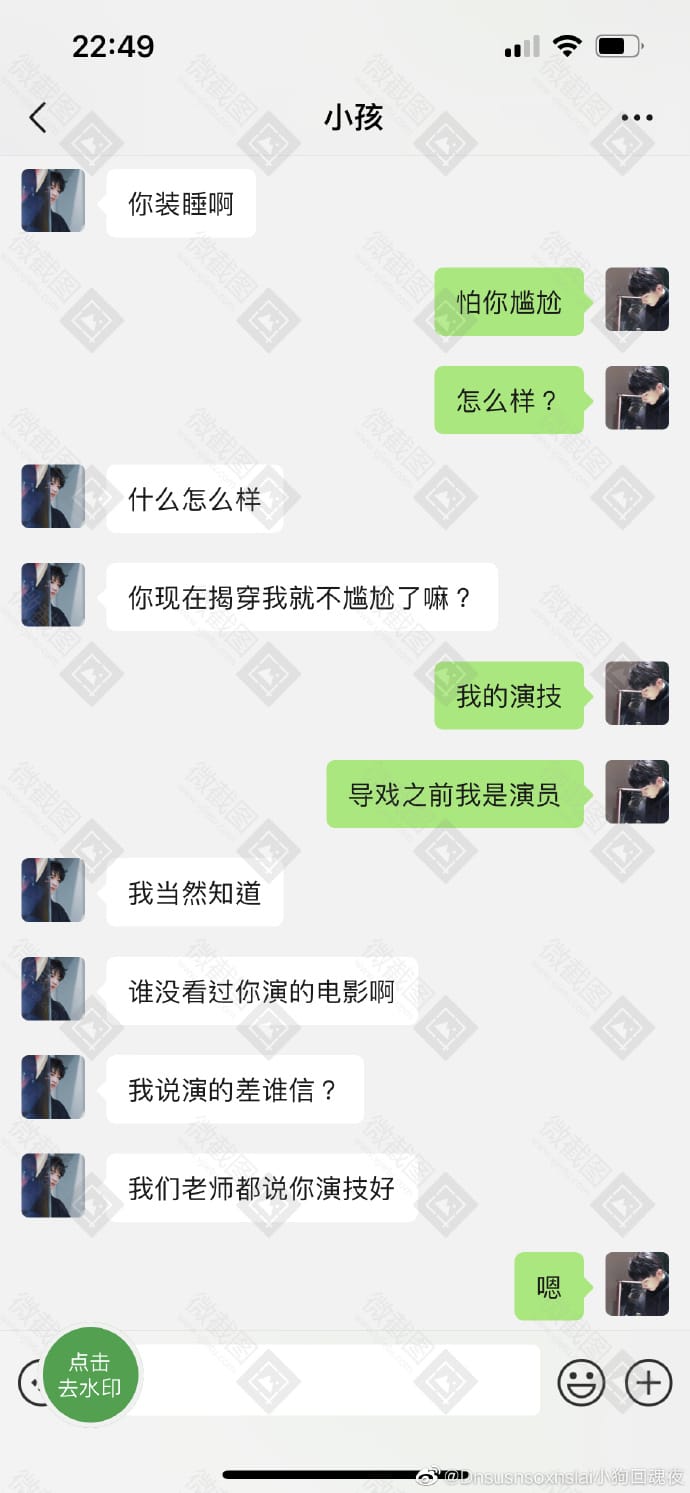 22:49
小孩
你装睡啊
怕你尴尬
怎么样？
什么怎么样
你现在揭穿我就不尴尬了嘛？
我的演技
导戏之前我是演员
我当然知道
谁没看过你演的电影啊
我说演的差谁信？
我们老师都说你演技好
嗯
点击
去水印
@Dnsusnsoxnslai小狗回魂夜
微截图